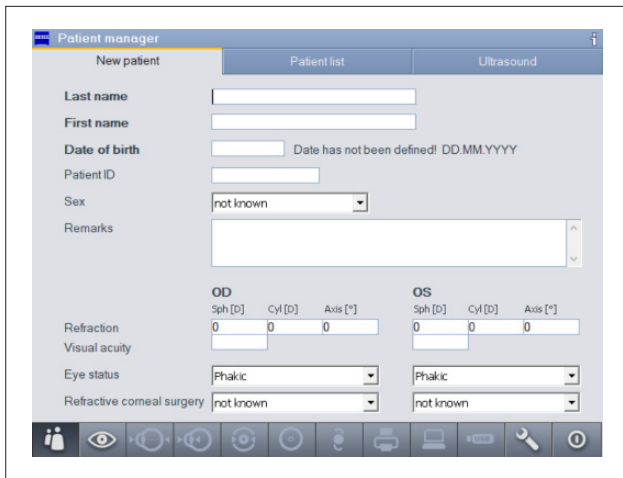 Patient manager
New patient Patient list Ultrasound
Last name
First name
Date of birth Date has not been defined! DD.MM.YYYY
Patient ID
Sex not known
Remarks
OD OS
Sph [D] Cyl [D] Axis [°] Sph [D] Cyl [D] Axis [°]
Refraction 0 0 0 0 0 0
Visual acuity
Eye status Phakic Phakic
Refractive corneal surgery not known not known